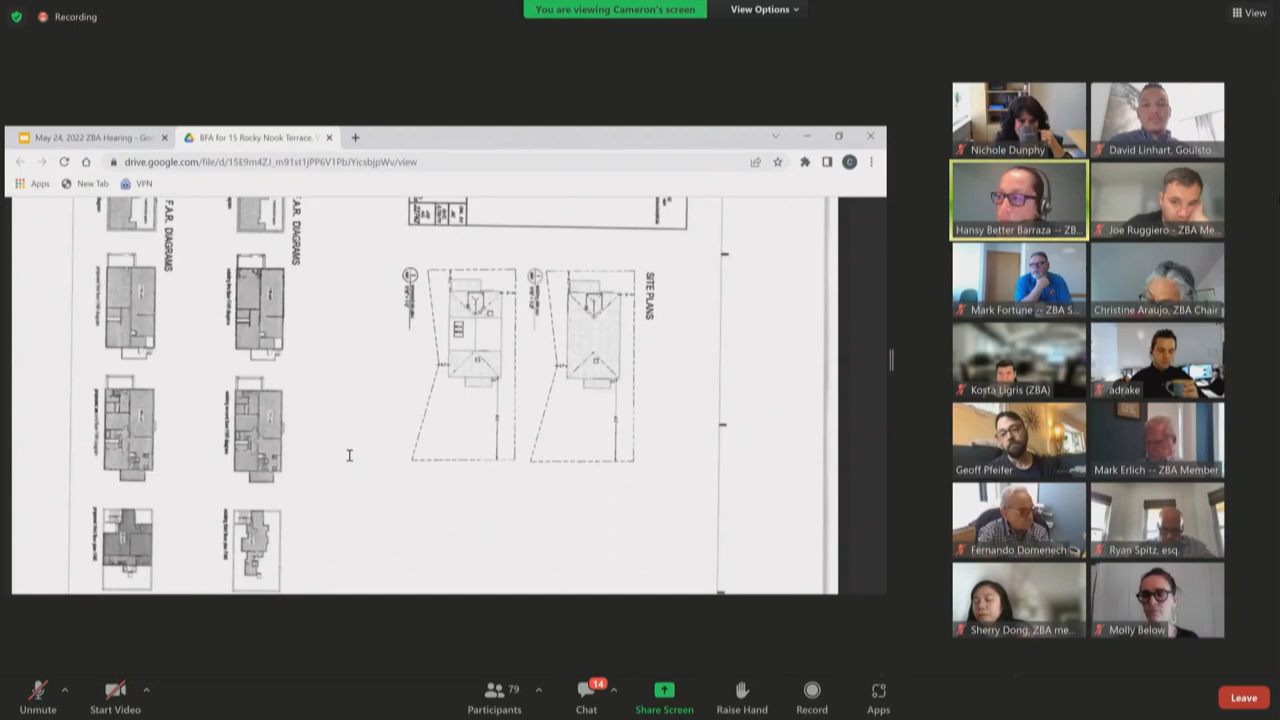 Recording
You are viewing Cameron's screen
View Options
View
May 24, 2022 ZBA Hearing - Goo
BFA for 15 Rocky Nook Terrace, V
drive.google.com/file/d/15E9m4ZJ_m91st1jPP6V1PbJYicsbjpWv/view
Apps
New Tab
VPN
F.A.R. DIAGRAMS
F.A.R. DIAGRAMS
SITE PLANS
Nichole Dunphy
David Linhart, Goulsto...
Hansy Better Barraza -- ZB...
Joe Ruggiero - ZBA Me...
Mark Fortune -- ZBA S...
Christine Araujo, ZBA Chair
Kosta Ligris (ZBA)
adrake
Geoff Pfeifer
Mark Erlich -- ZBA Member
Fernando Domenech
Ryan Spitz, esq.
Sherry Dong, ZBA me...
Molly Below
Unmute
Start Video
79
Participants
14
Chat
Share Screen
Raise Hand
Record
Apps
Leave